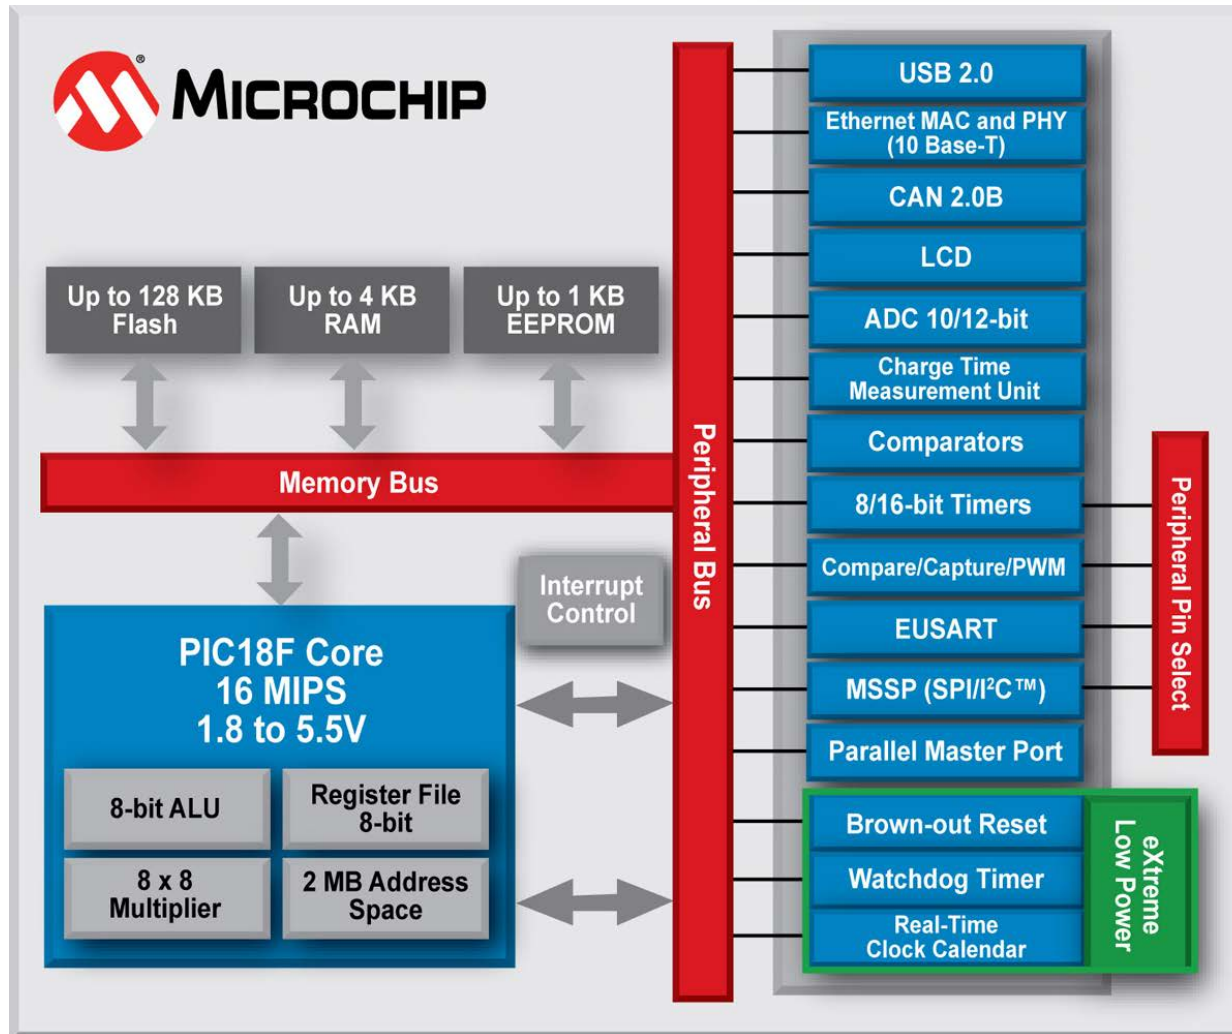 ®
MICROCHIP
Up to 128 KB
Flash
Up to 4 KB
RAM
Up to 1 KB
EEPROM
Memory Bus
PIC18F Core
16 MIPS
1.8 to 5.5V
8-bit ALU
Register File
8-bit
8 x 8
Multiplier
2 MB Address
Space
Interrupt
Control
Peripheral Bus
USB 2.0
Ethernet MAC and PHY
(10 Base-T)
CAN 2.0B
LCD
ADC 10/12-bit
Charge Time
Measurement Unit
Comparators
8/16-bit Timers
Compare/Capture/PWM
EUSART
MSSP (SPI/I²C™)
Parallel Master Port
Brown-out Reset
Watchdog Timer
Real-Time
Clock Calendar
eXtreme
Low Power
Peripheral Pin Select